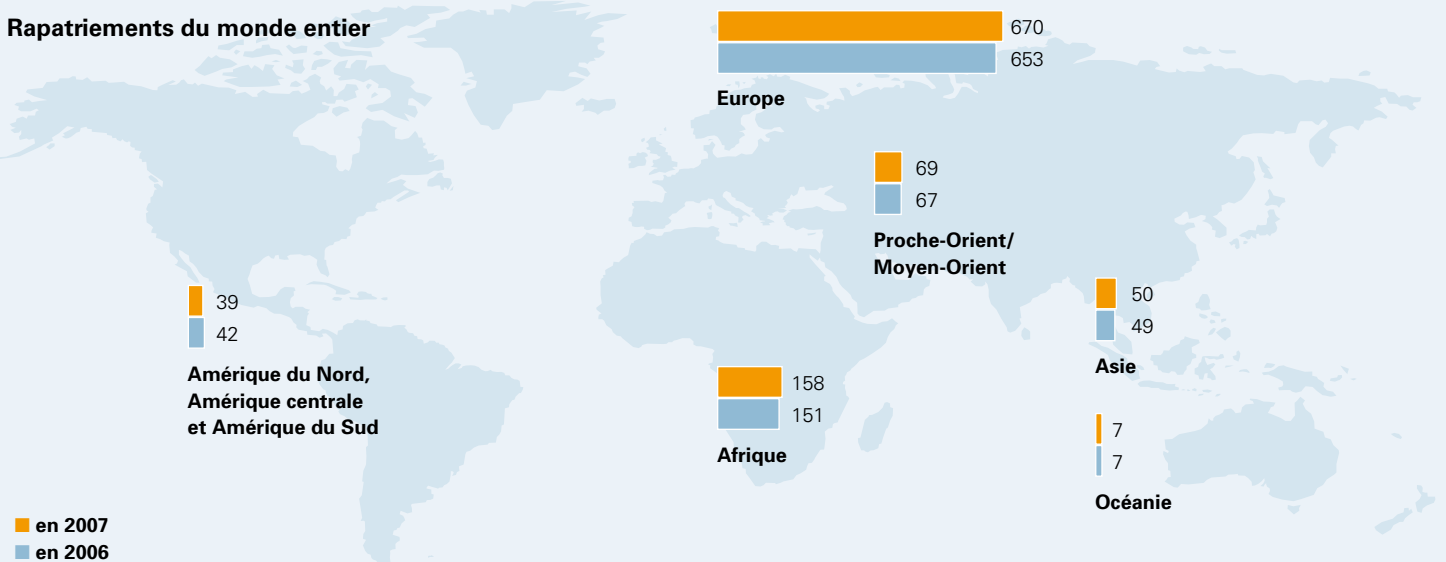 Rapatriements du monde entier
670
653
Europe
69
67
Proche-Orient/
Moyen-Orient
39
42
Amérique du Nord,
Amérique centrale
et Amérique du Sud
50
49
Asie
158
151
Afrique
7
7
Océanie
en 2007
en 2006